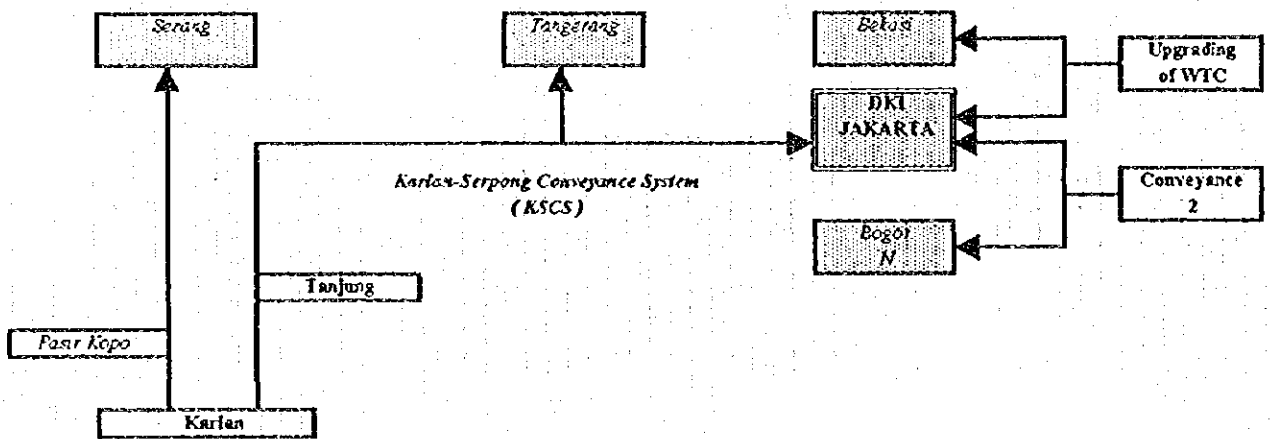 Serang
Tangerang
Bekasi
Upgrading
of WTC
DKI
JAKARTA
Karian-Serpong Conveyance System
( KSCS )
Conveyance
2
Bogor
N
Tanjung
Pasir Kopo
Karian